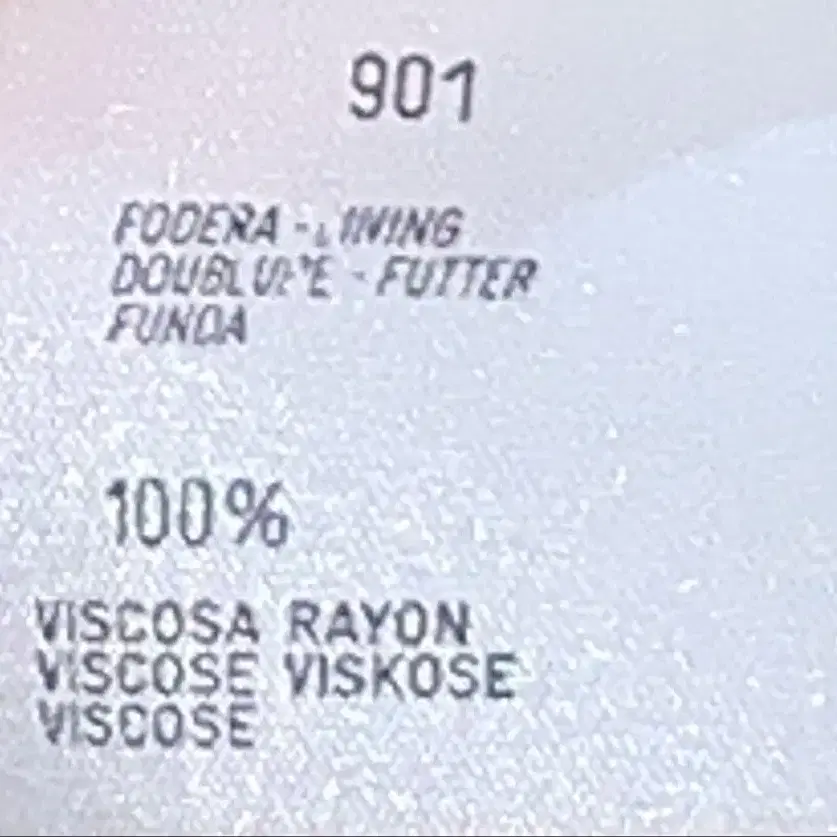 901
FODERA - LINING
DOUBLURE - FUTTER
FUNDA
100%
VISCOSA RAYON
VISCOSE VISKOSE
VISCOSE